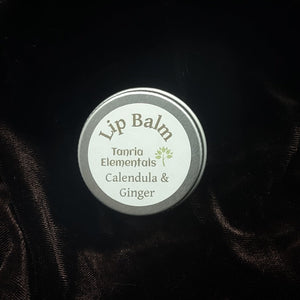 Lip Balm
Tanria
Elementals
Calendula &
Ginger